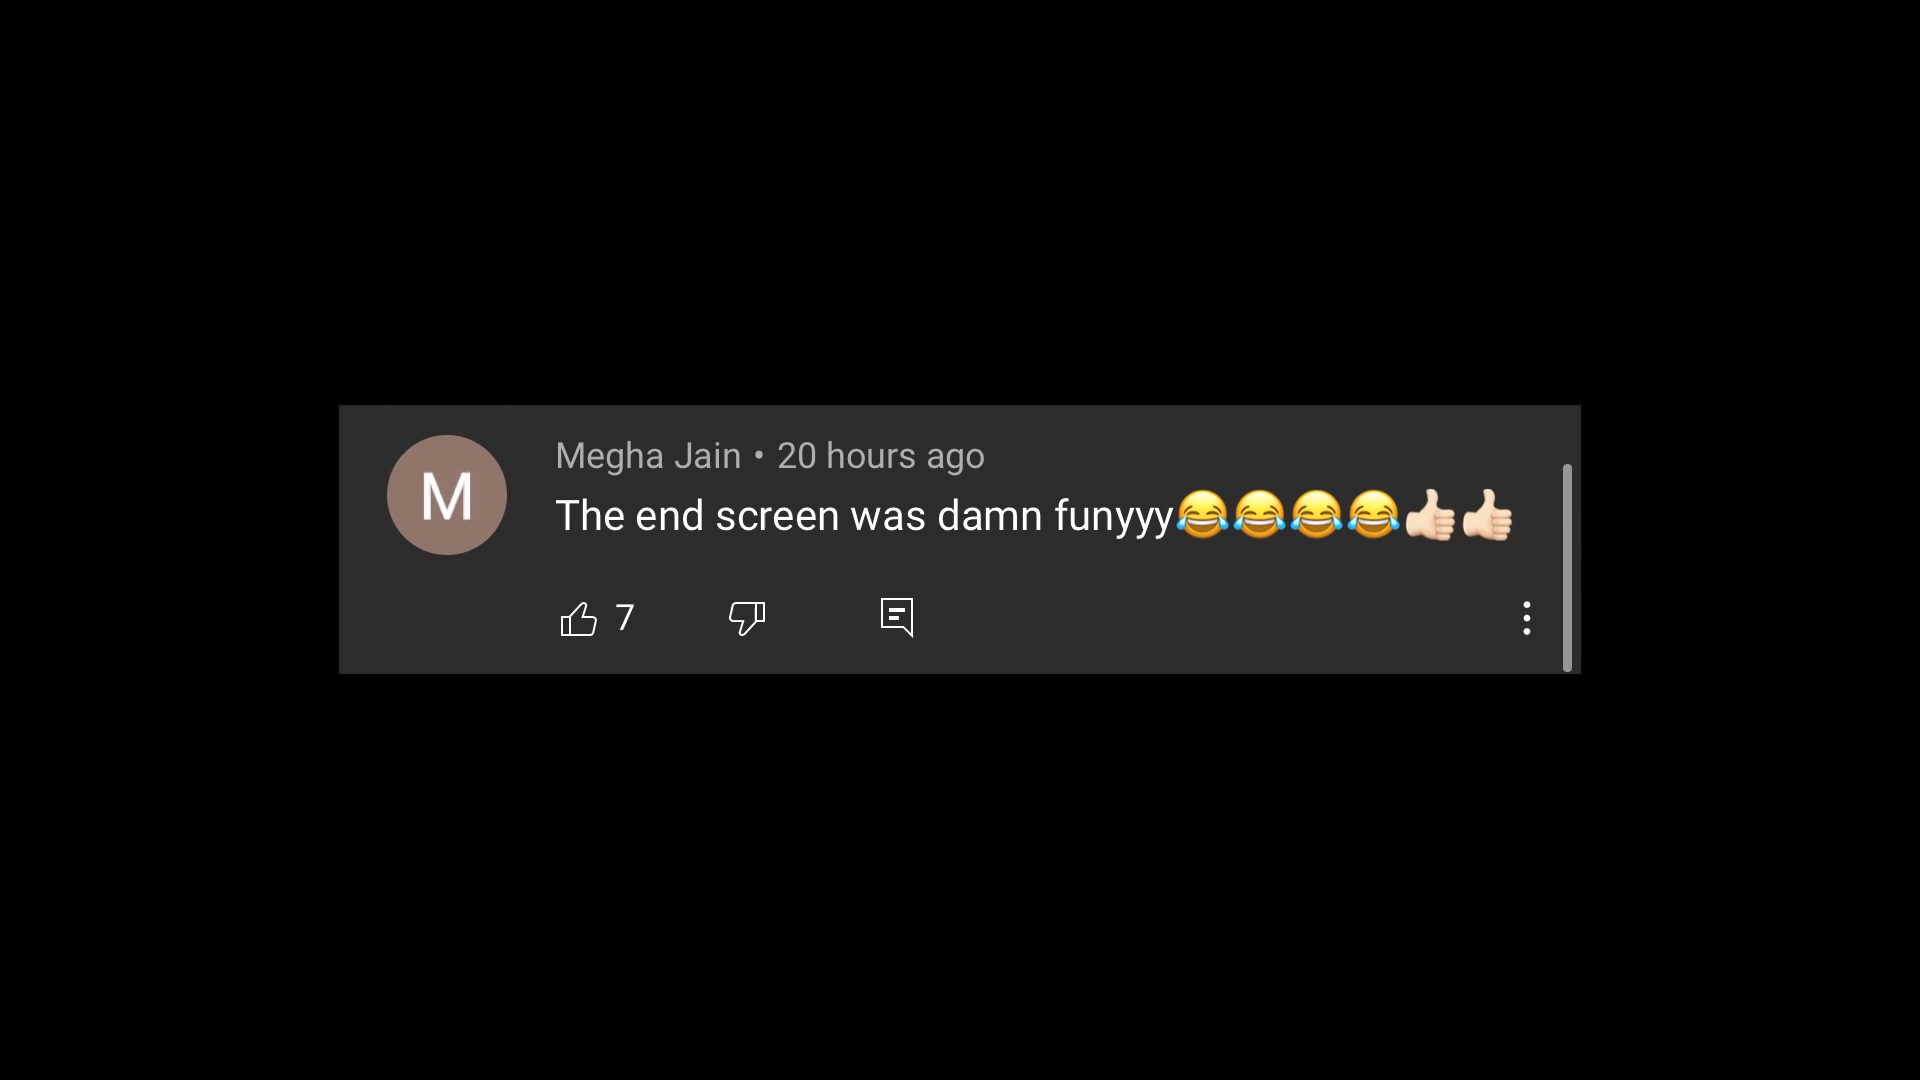 M
Megha Jain • 20 hours ago
The end screen was damn funyyy😂😂😂😂👍🏻👍🏻
7